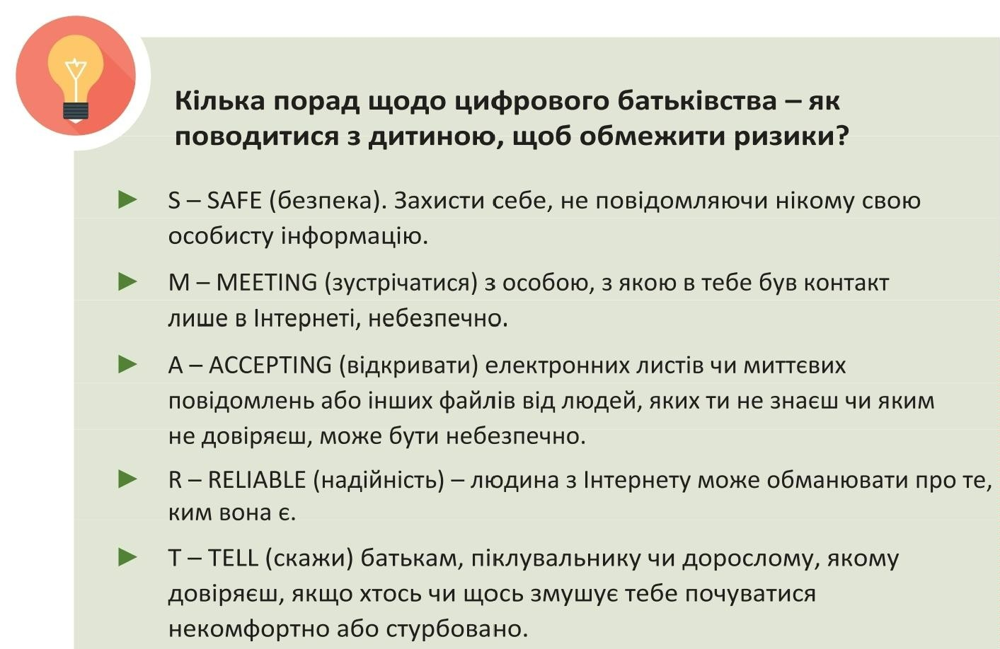 Кілька порад щодо цифрового батьківства – як
поводитися з дитиною, щоб обмежити ризики?
► S – SAFE (безпека). Захисти себе, не повідомляючи нікому свою
особисту інформацію.
► M – MEETING (зустрічатися) з особою, з якою в тебе був контакт
лише в Інтернеті, небезпечно.
► A – ACCEPTING (відкривати) електронних листів чи миттєвих
повідомлень або інших файлів від людей, яких ти не знаєш чи яким
не довіряєш, може бути небезпечно.
► R – RELIABLE (надійність) – людина з Інтернету може обманювати про те,
ким вона є.
► T – TELL (скажи) батькам, піклувальнику чи дорослому, якому
довіряєш, якщо хтось чи щось змушує тебе почуватися
некомфортно або стурбовано.